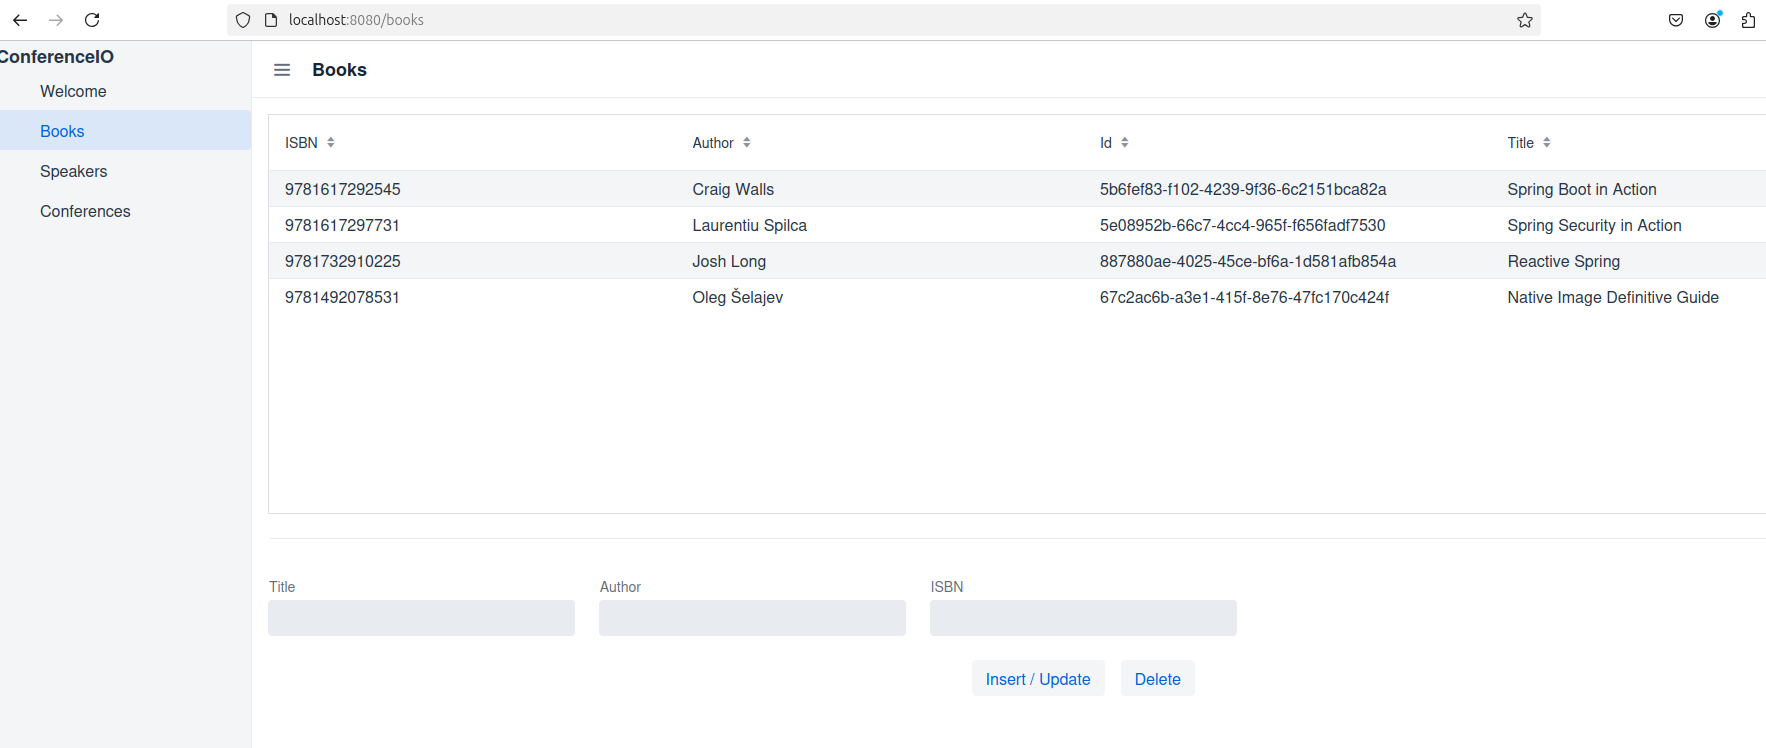 localhost:8080/books
ConferenceIO
Welcome
Books
Speakers
Conferences
Books
ISBN Author Id Title
9781617292545 Craig Walls 5b6fef83-f102-4239-9f36-6c2151bca82a Spring Boot in Action
9781617297731 Laurentiu Spilca 5e08952b-66c7-4cc4-965f-f656fadf7530 Spring Security in Action
9781732910225 Josh Long 887880ae-4025-45ce-bf6a-1d581afb854a Reactive Spring
9781492078531 Oleg Šelajev 67c2ac6b-a3e1-415f-8e76-47fc170c424f Native Image Definitive Guide
Title Author ISBN
Insert / Update Delete